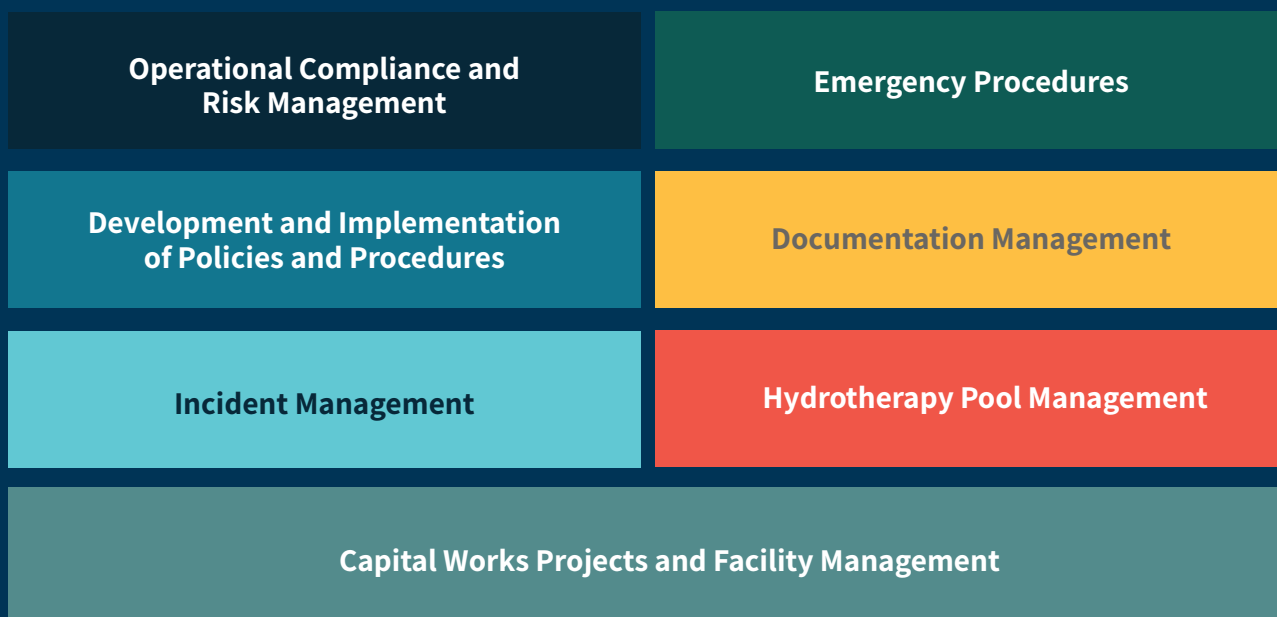 Operational Compliance and
Risk Management
Emergency Procedures
Development and Implementation
of Policies and Procedures
Documentation Management
Incident Management
Hydrotherapy Pool Management
Capital Works Projects and Facility Management